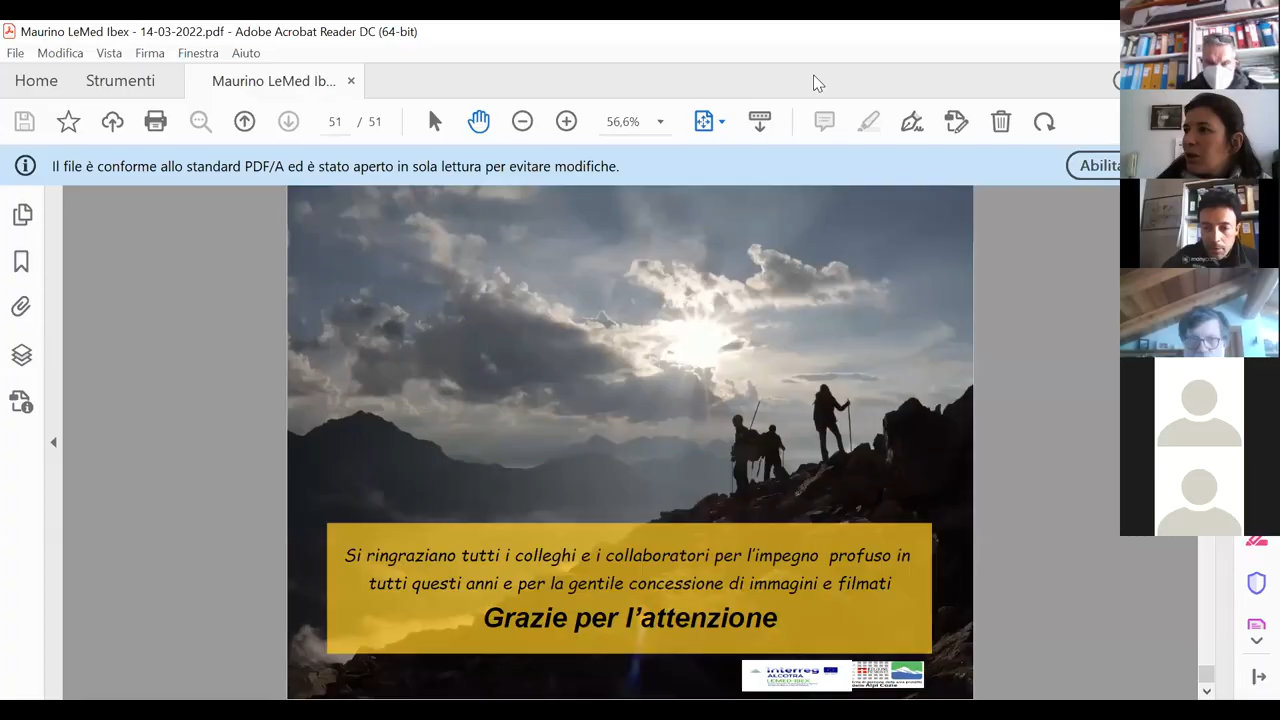 Maurino LeMed Ibex - 14-03-2022.pdf - Adobe Acrobat Reader DC (64-bit)
File Modifica Vista Firma Finestra Aiuto
Home Strumenti Maurino LeMed Ib... ×
51 / 51 56,6%
Il file è conforme allo standard PDF/A ed è stato aperto in sola lettura per evitare modifiche.
Abilita
Si ringraziano tutti i colleghi e i collaboratori per l'impegno profuso in
tutti questi anni e per la gentile concessione di immagini e filmati
Grazie per l'attenzione
Interreg
ALCOTRA
LEMED-IBEX